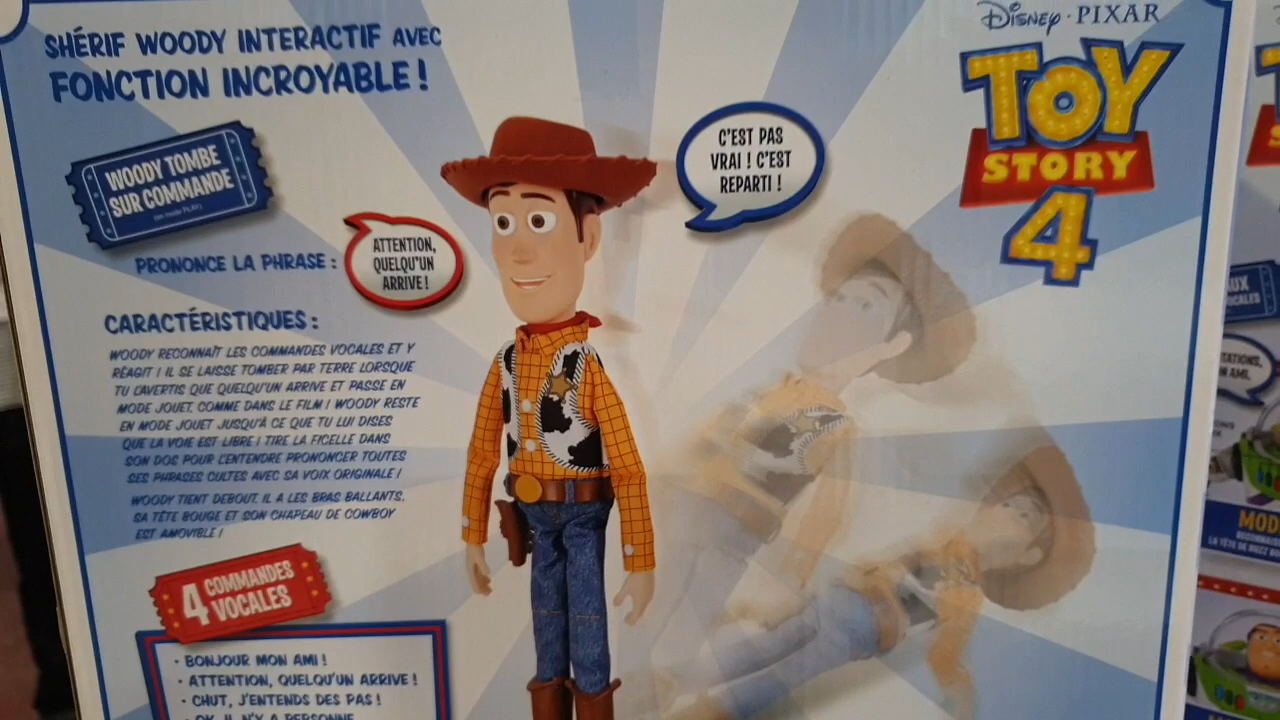 SHÉRIF WOODY INTERACTIF AVEC
FONCTION INCROYABLE !
WOODY TOMBE
SUR COMMANDE
(en mode PLAY)
PRONONCE LA PHRASE :
ATTENTION,
QUELQU'UN
ARRIVE !
C'EST PAS
VRAI ! C'EST
REPARTI !
DISNEY · PIXAR
TOY
STORY
4
CARACTÉRISTIQUES :
WOODY RECONNAÎT LES COMMANDES VOCALES ET Y
RÉAGIT ! IL SE LAISSE TOMBER PAR TERRE LORSQUE
TU L'AVERTIS QUE QUELQU'UN ARRIVE ET PASSE EN
MODE JOUET, COMME DANS LE FILM ! WOODY RESTE
EN MODE JOUET JUSQU'À CE QUE TU LUI DISES
QUE LA VOIE EST LIBRE ! TIRE LA FICELLE DANS
SON DOS POUR L'ENTENDRE PRONONCER TOUTES
SES PHRASES CULTES AVEC SA VOIX ORIGINALE !
WOODY TIENT DEBOUT, IL A LES BRAS BALLANTS,
SA TÊTE BOUGE ET SON CHAPEAU DE COWBOY
EST AMOVIBLE !
4 COMMANDES
VOCALES
· BONJOUR MON AMI !
· ATTENTION, QUELQU'UN ARRIVE !
· CHUT, J'ENTENDS DES PAS !
· OK, IL N'Y A PERSONNE